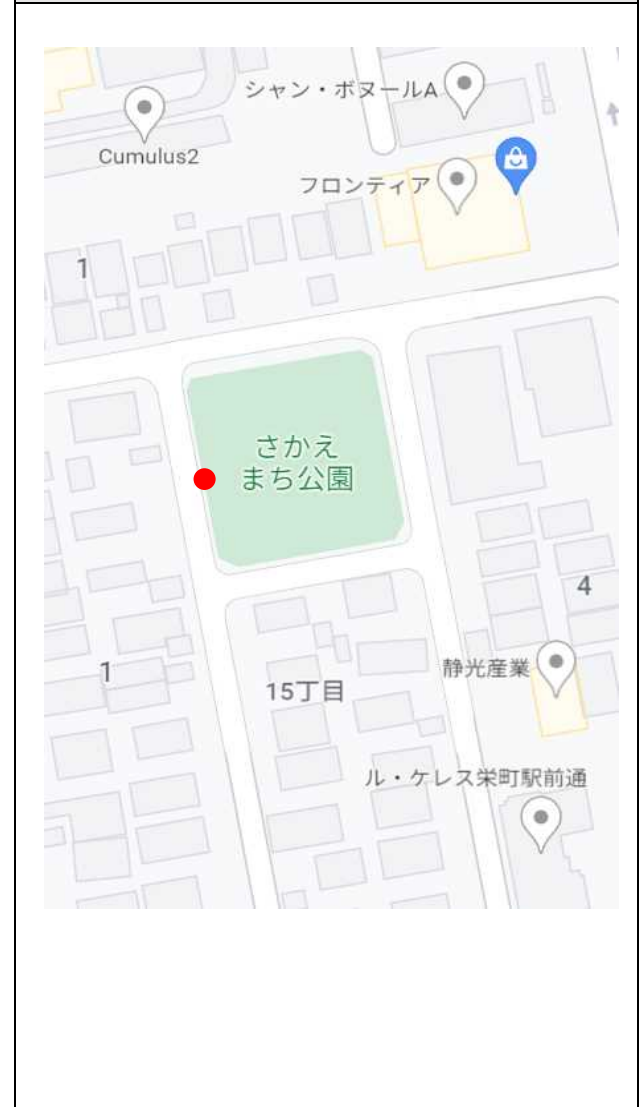 シャン・ボヌールA
Cumulus2
フロンティア
1
さかえ
まち公園
4
1
静光産業
15丁目
ル・ケレス栄町駅前通